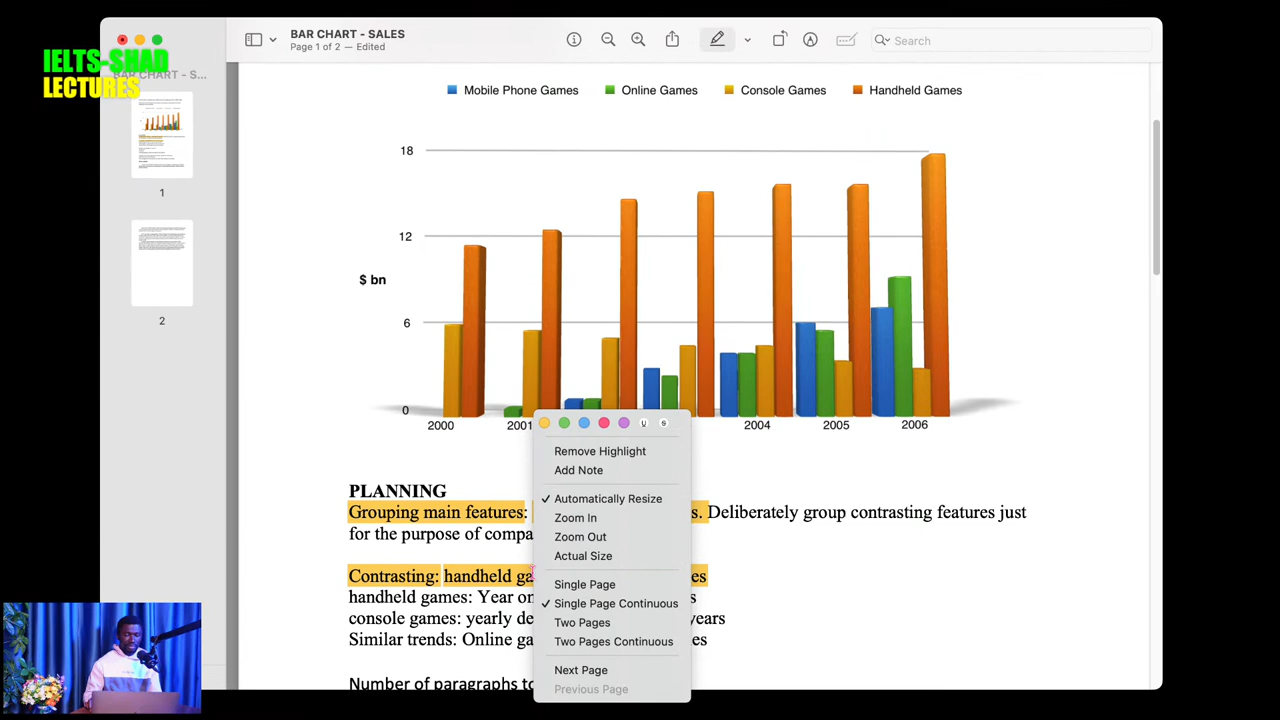 IELTS-SHAD
LECTURES
BAR CHART - S...
1
2
BAR CHART - SALES
Page 1 of 2 — Edited
Search
Mobile Phone Games
Online Games
Console Games
Handheld Games
18
12
$ bn
6
0
2000
2001
2004
2005
2006
PLANNING
Grouping main features: s. Deliberately group contrasting features just
for the purpose of compa
Contrasting: handheld ga es
handheld games: Year on s
console games: yearly de years
Similar trends: Online ga es
Number of paragraphs to
U
S
Remove Highlight
Add Note
✓ Automatically Resize
Zoom In
Zoom Out
Actual Size
Single Page
✓ Single Page Continuous
Two Pages
Two Pages Continuous
Next Page
Previous Page